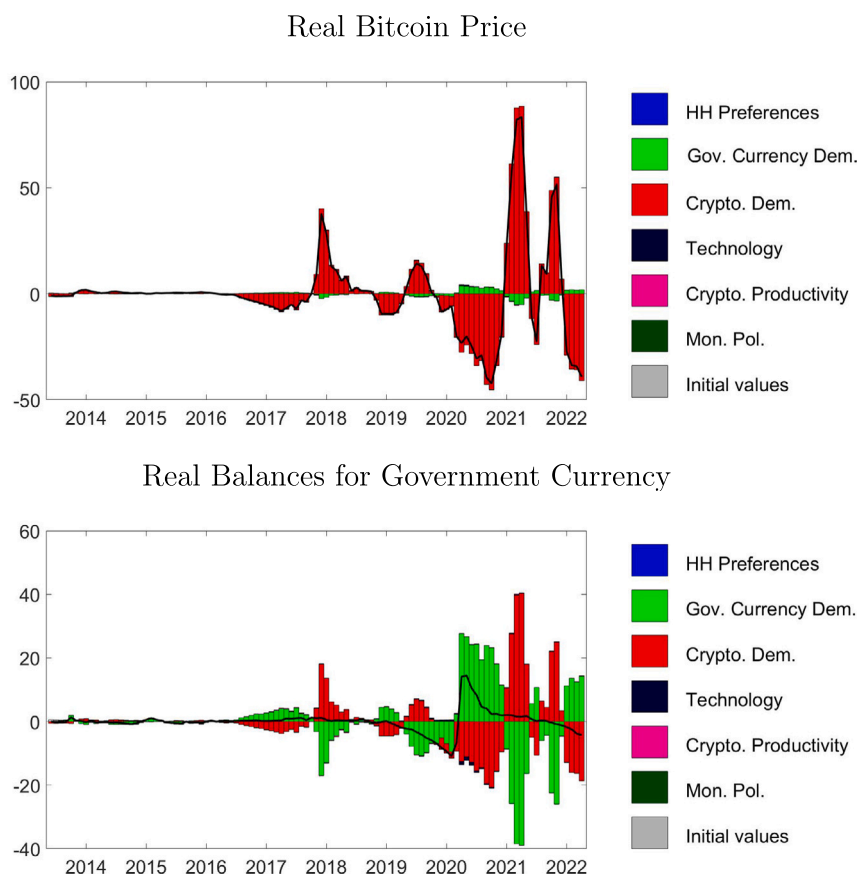 Real Bitcoin Price
100
50
0
-50
2014 2015 2016 2017 2018 2019 2020 2021 2022
HH Preferences
Gov. Currency Dem.
Crypto. Dem.
Technology
Crypto. Productivity
Mon. Pol.
Initial values
Real Balances for Government Currency
60
40
20
0
-20
-40
2014 2015 2016 2017 2018 2019 2020 2021 2022
HH Preferences
Gov. Currency Dem.
Crypto. Dem.
Technology
Crypto. Productivity
Mon. Pol.
Initial values